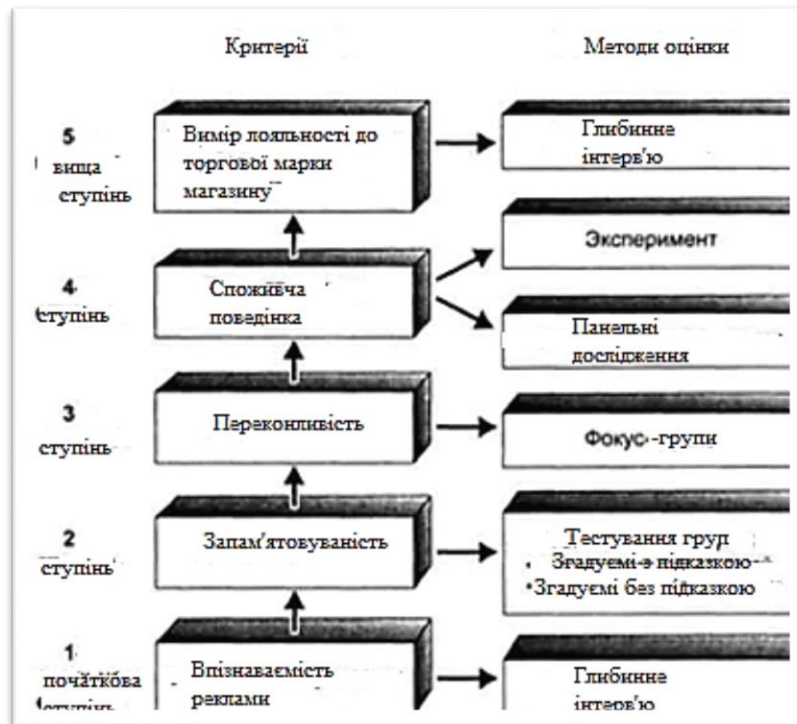 Критерії
Методи оцінки
5
вища
ступінь
Вимір лояльності до
торгової марки
магазину
Глибинне
інтерв'ю
4
ступінь
Споживча
поведінка
Эксперимент
Панельні
дослідження
3
ступінь
Переконливість
Фокус-групи
2
ступінь
Запам'ятовуваність
Тестування груп
Згадуємі з підказкою
•Згадуємі без підказкою
1
початкова
ступінь
Впізнаваємість
реклами
Глибинне
інтерв'ю